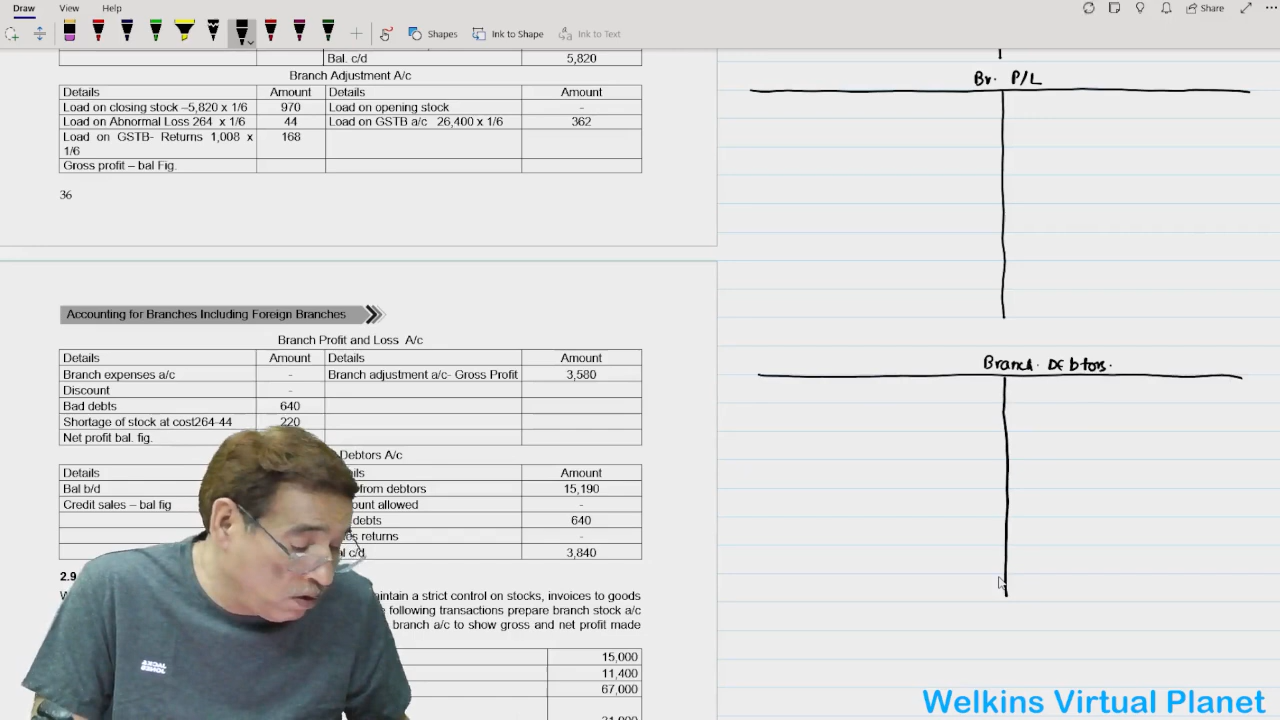 Draw View Help
Share
Shapes Ink to Shape Ink to Text
Bal. c/d 5,820
Branch Adjustment A/c
Details Amount Details Amount
Load on closing stock –5,820 x 1/6 970 Load on opening stock -
Load on Abnormal Loss 264 x 1/6 44 Load on GSTB a/c 26,400 x 1/6 362
Load on GSTB- Returns 1,008 x 168
1/6
Gross profit – bal Fig.
36
Accounting for Branches Including Foreign Branches
Branch Profit and Loss A/c
Details Amount Details Amount
Branch expenses a/c - Branch adjustment a/c- Gross Profit 3,580
Discount -
Bad debts 640
Shortage of stock at cost264-44 220
Net profit bal. fig.
Debtors A/c
Details Amount
Bal b/d from debtors 15,190
Credit sales – bal fig allowed -
debts 640
returns -
c/d 3,840
2.9
maintain a strict control on stocks, invoices to goods
following transactions prepare branch stock a/c
branch a/c to show gross and net profit made
15,000
11,400
67,000
31,000
Br. P/L
Branch. Debtors.
Welkins Virtual Planet